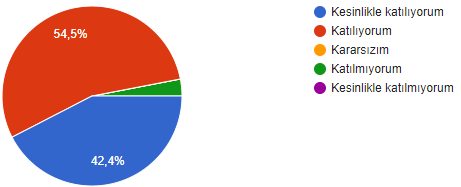 54,5%
42,4%
Kesinlikle katılıyorum
Katılıyorum
Kararsızım
Katılmıyorum
Kesinlikle katılmıyorum